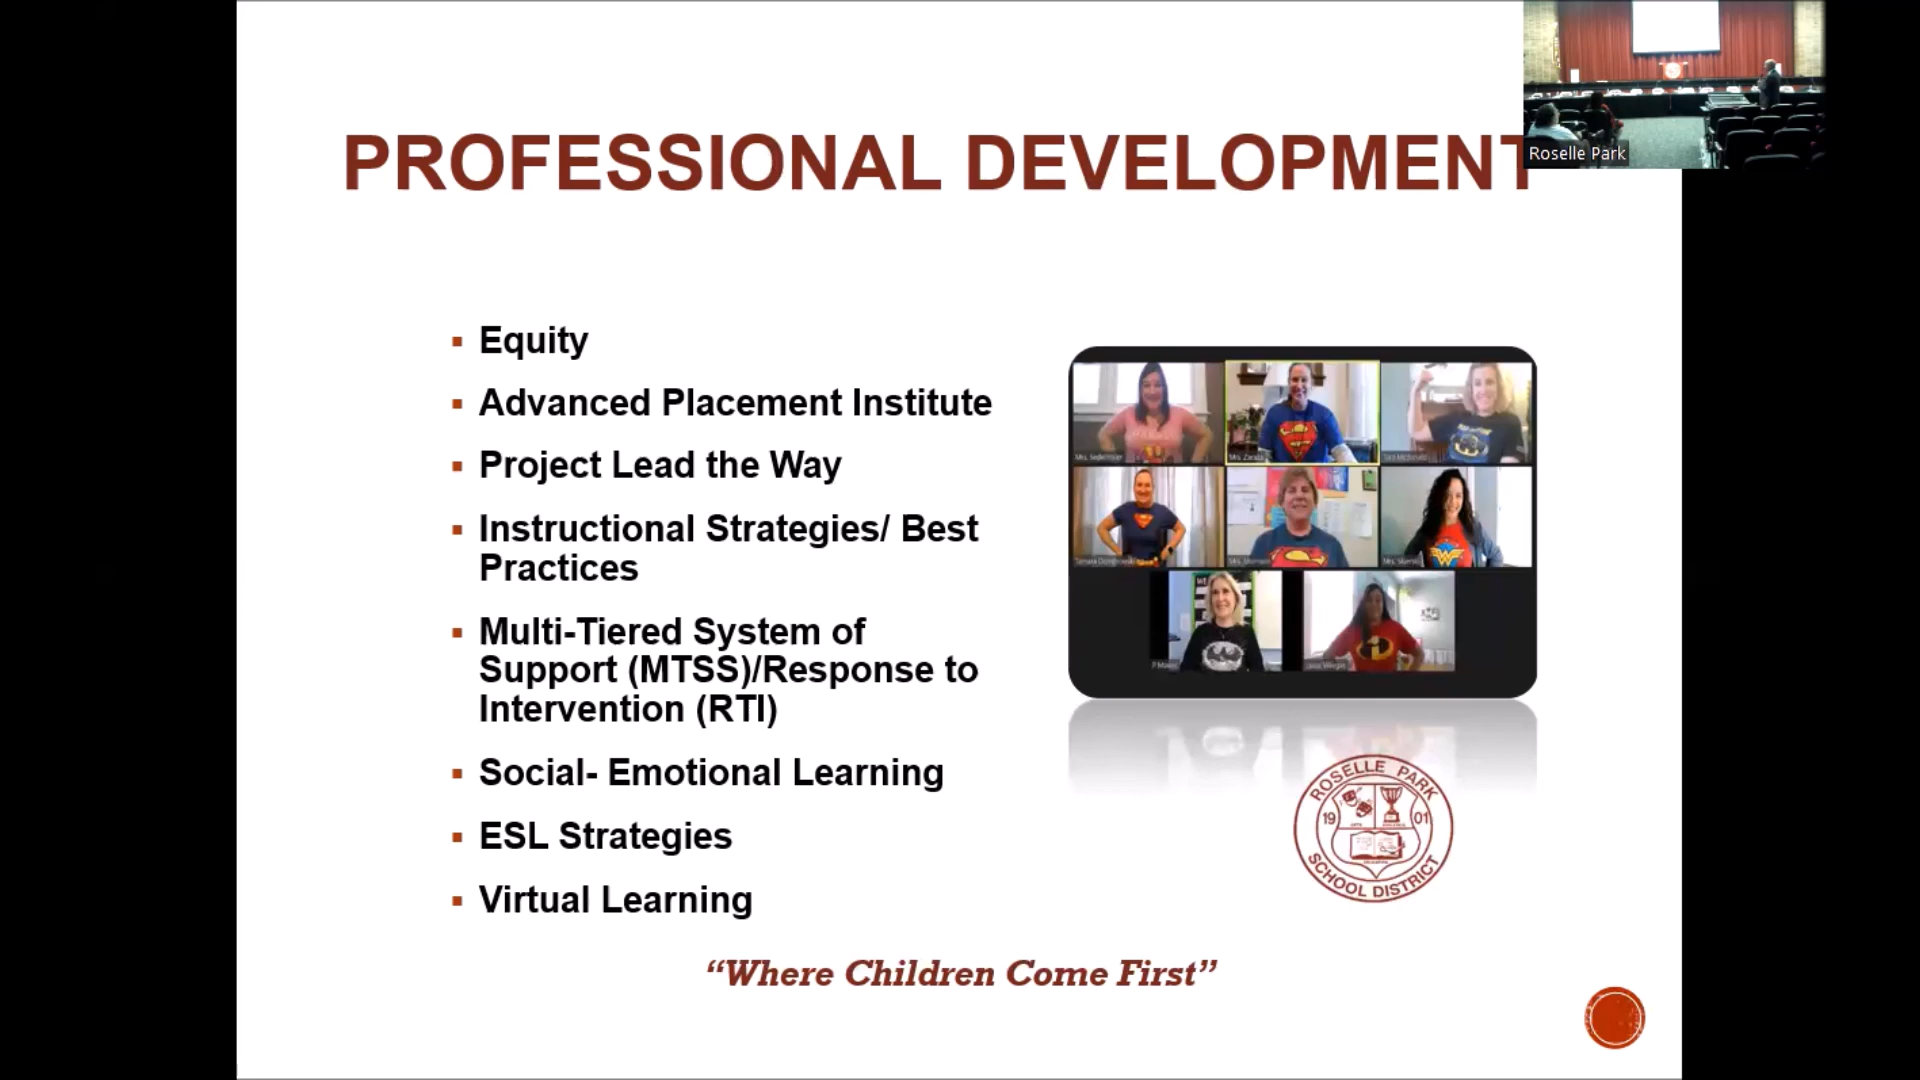 PROFESSIONAL DEVELOPMENT
Roselle Park
Equity
Advanced Placement Institute
Project Lead the Way
Instructional Strategies/ Best
Practices
Multi-Tiered System of
Support (MTSS)/Response to
Intervention (RTI)
Social- Emotional Learning
ESL Strategies
Virtual Learning
ROSELLE PARK
19 01
SCHOOL DISTRICT
“Where Children Come First”